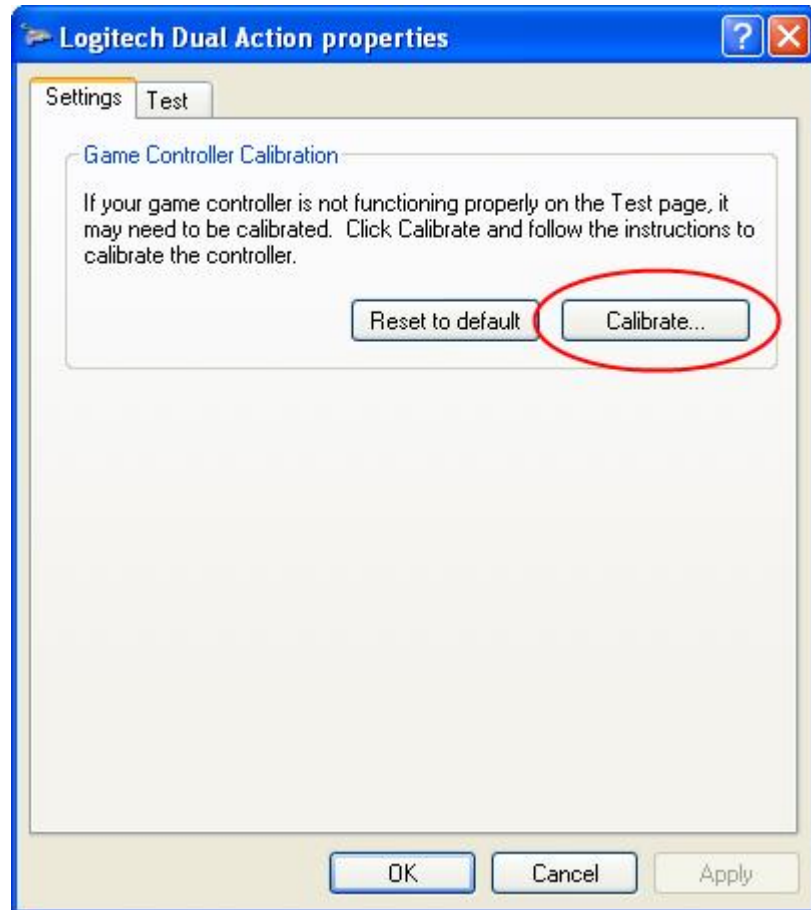 Logitech Dual Action properties
?
Settings Test
Game Controller Calibration
If your game controller is not functioning properly on the Test page, it
may need to be calibrated. Click Calibrate and follow the instructions to
calibrate the controller.
Reset to default Calibrate...
OK Cancel Apply